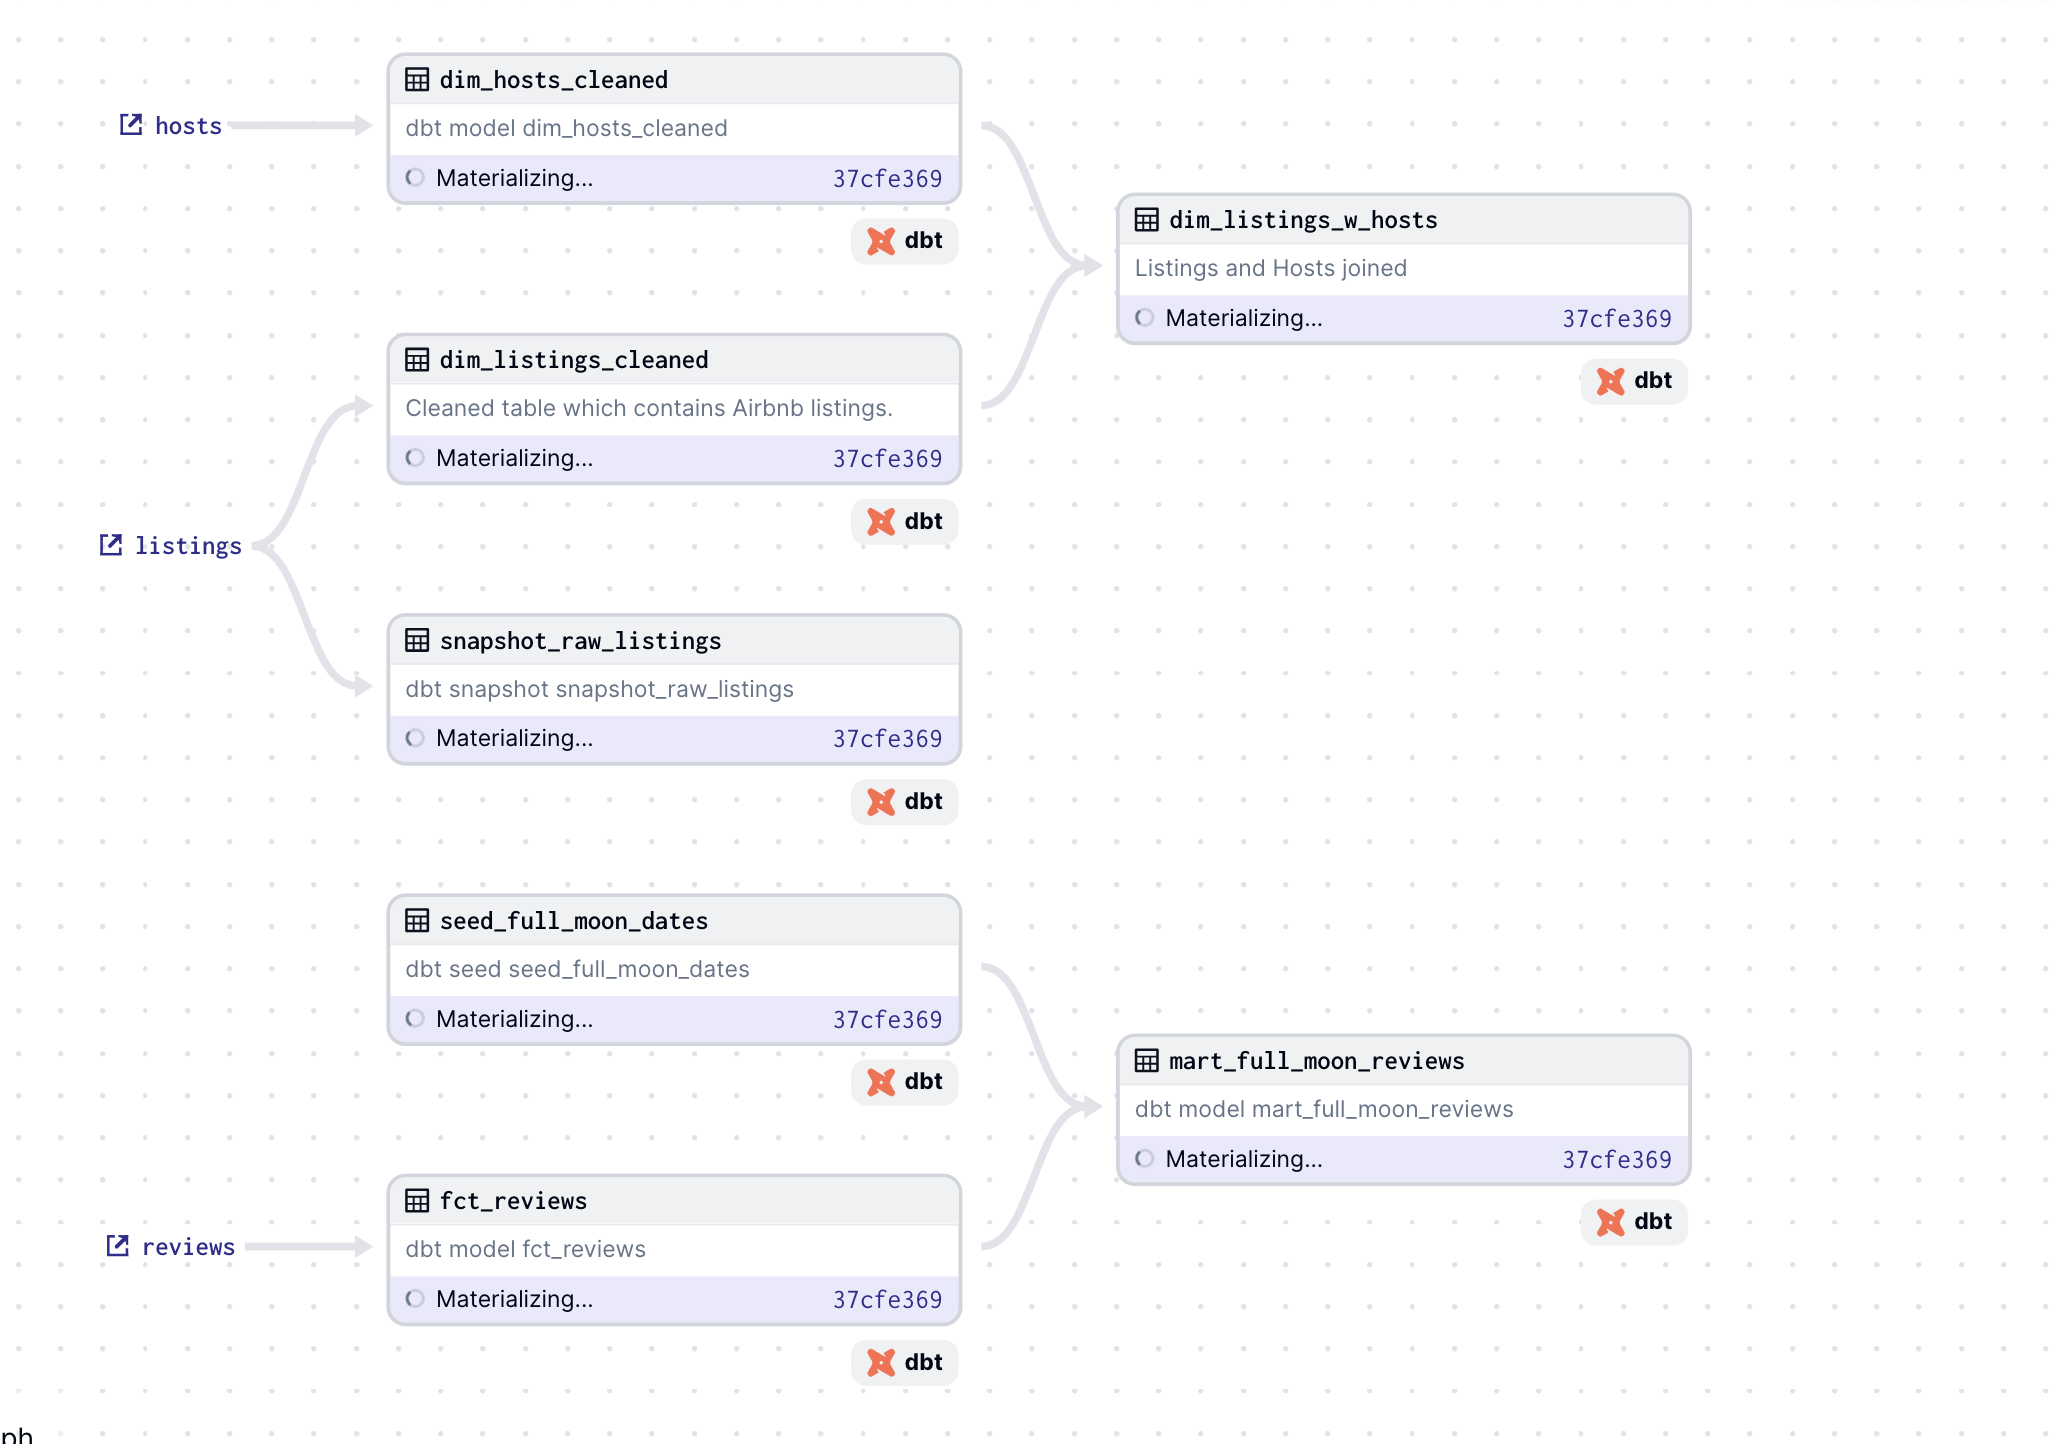 dim_hosts_cleaned
hosts
dbt model dim_hosts_cleaned
Materializing... 37cfe369
dbt
dim_listings_w_hosts
Listings and Hosts joined
Materializing... 37cfe369
dbt
dim_listings_cleaned
Cleaned table which contains Airbnb listings.
Materializing... 37cfe369
dbt
listings
snapshot_raw_listings
dbt snapshot snapshot_raw_listings
Materializing... 37cfe369
dbt
seed_full_moon_dates
dbt seed seed_full_moon_dates
Materializing... 37cfe369
dbt
mart_full_moon_reviews
dbt model mart_full_moon_reviews
Materializing... 37cfe369
dbt
fct_reviews
reviews
dbt model fct_reviews
Materializing... 37cfe369
dbt
ph